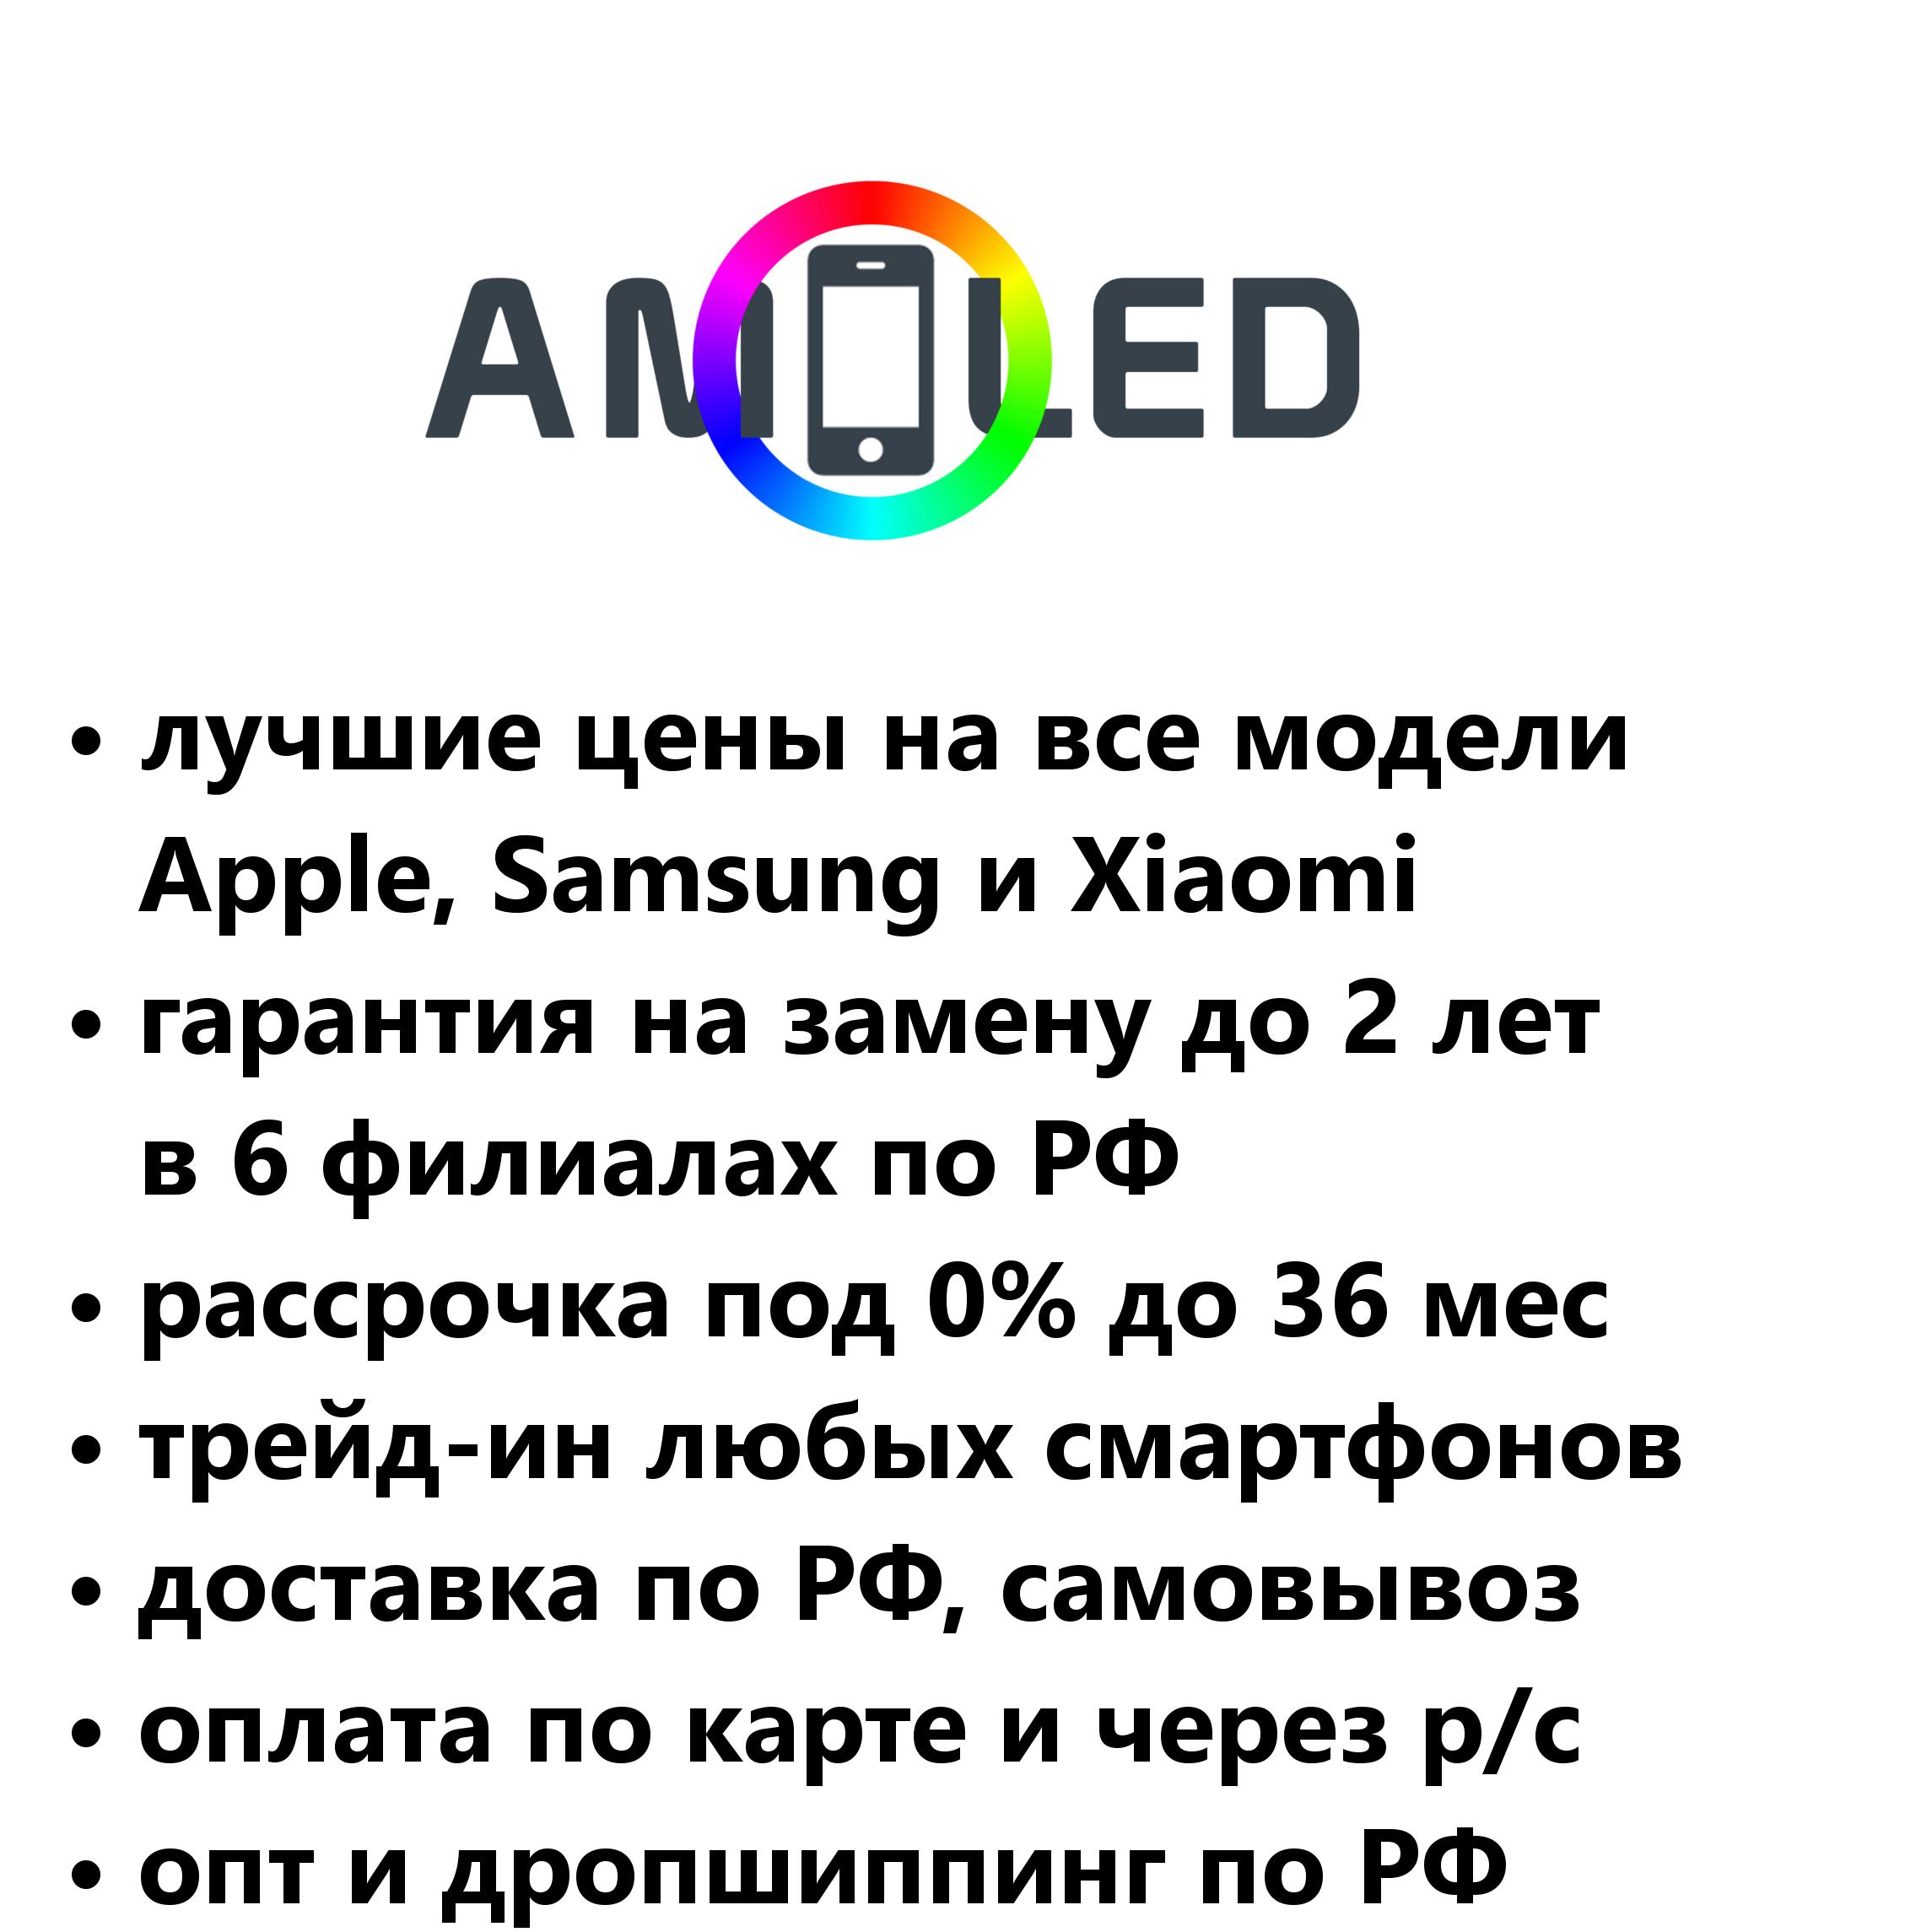 AMOLED
• лучшие цены на все модели
Apple, Samsung и Xiaomi
• гарантия на замену до 2 лет
в 6 филиалах по РФ
• рассрочка под 0% до 36 мес
• трейд-ин любых смартфонов
• доставка по РФ, самовывоз
• оплата по карте и через р/с
• опт и дропшиппинг по РФ